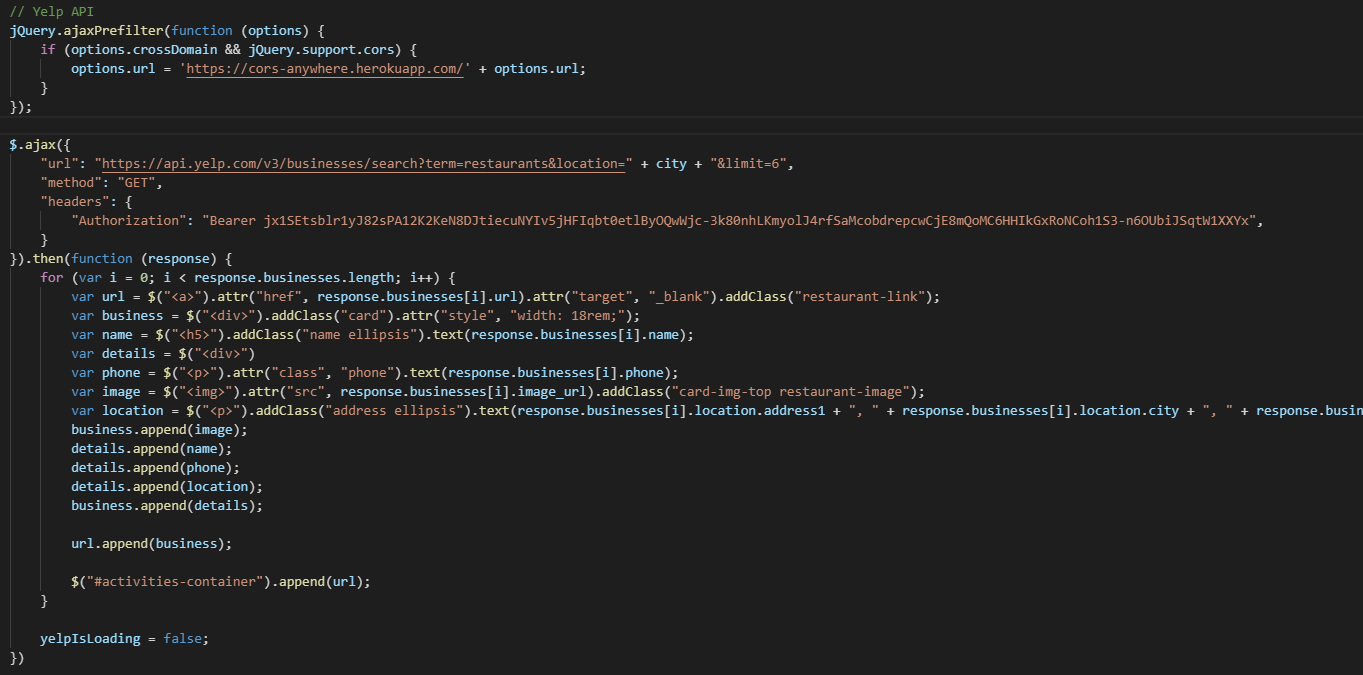 // Yelp API
jQuery.ajaxPrefilter(function (options) {
    if (options.crossDomain && jQuery.support.cors) {
        options.url = 'https://cors-anywhere.herokuapp.com/' + options.url;
    }
});

$.ajax({
    "url": "https://api.yelp.com/v3/businesses/search?term=restaurants&location=" + city + "&limit=6",
    "method": "GET",
    "headers": {
        "Authorization": "Bearer jx1SEtsblr1yJ82sPA12K2KeN8DJtiecuNYIv5jHFIqbt0etlByOQwWjc-3k80nhLKmyolJ4rfSaMcobdrepcwCjE8mQoMC6HHIkGxRoNCoh1S3-n6OUbiJSqtW1XXYx",
    }
}).then(function (response) {
    for (var i = 0; i < response.businesses.length; i++) {
        var url = $("<a>").attr("href", response.businesses[i].url).attr("target", "_blank").addClass("restaurant-link");
        var business = $("<div>").addClass("card").attr("style", "width: 18rem;");
        var name = $("<h5>").addClass("name ellipsis").text(response.businesses[i].name);
        var details = $("<div>")
        var phone = $("<p>").attr("class", "phone").text(response.businesses[i].phone);
        var image = $("<img>").attr("src", response.businesses[i].image_url).addClass("card-img-top restaurant-image");
        var location = $("<p>").addClass("address ellipsis").text(response.businesses[i].location.address1 + ", " + response.businesses[i].location.city + ", " + response.busin
        business.append(image);
        details.append(name);
        details.append(phone);
        details.append(location);
        business.append(details);

        url.append(business);

        $("#activities-container").append(url);
    }

    yelpIsLoading = false;
})